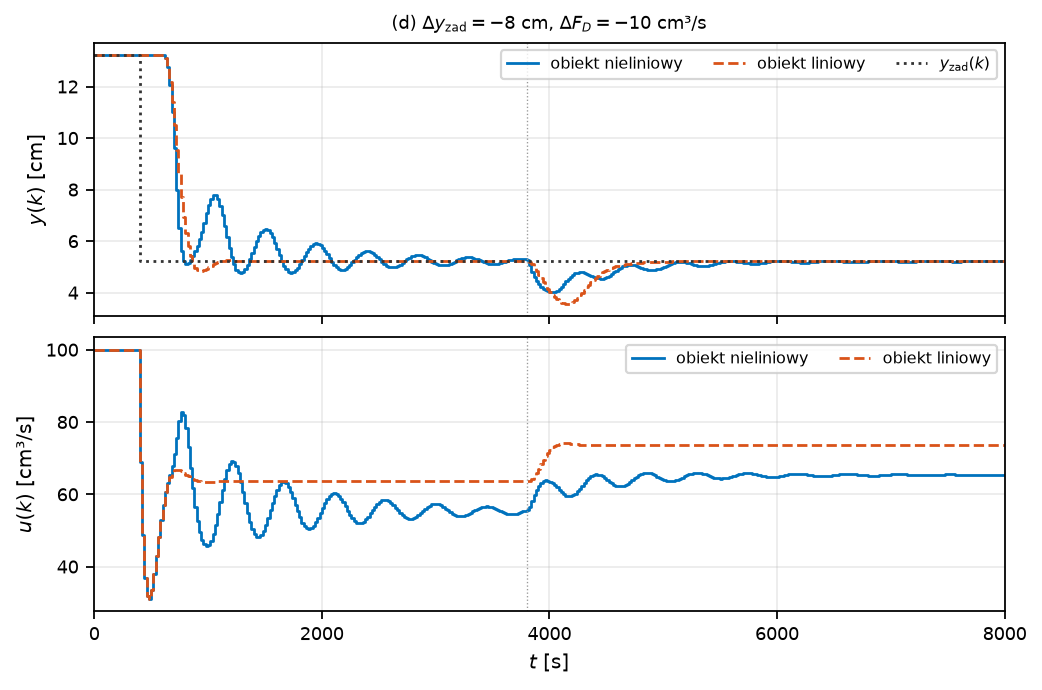 (d) Δy_zad = −8 cm, ΔF_D = −10 cm³/s
obiekt nieliniowy
obiekt liniowy
y_zad(k)
y(k) [cm]
12
10
8
6
4
obiekt nieliniowy
obiekt liniowy
u(k) [cm³/s]
100
80
60
40
0
2000
4000
6000
8000
t [s]